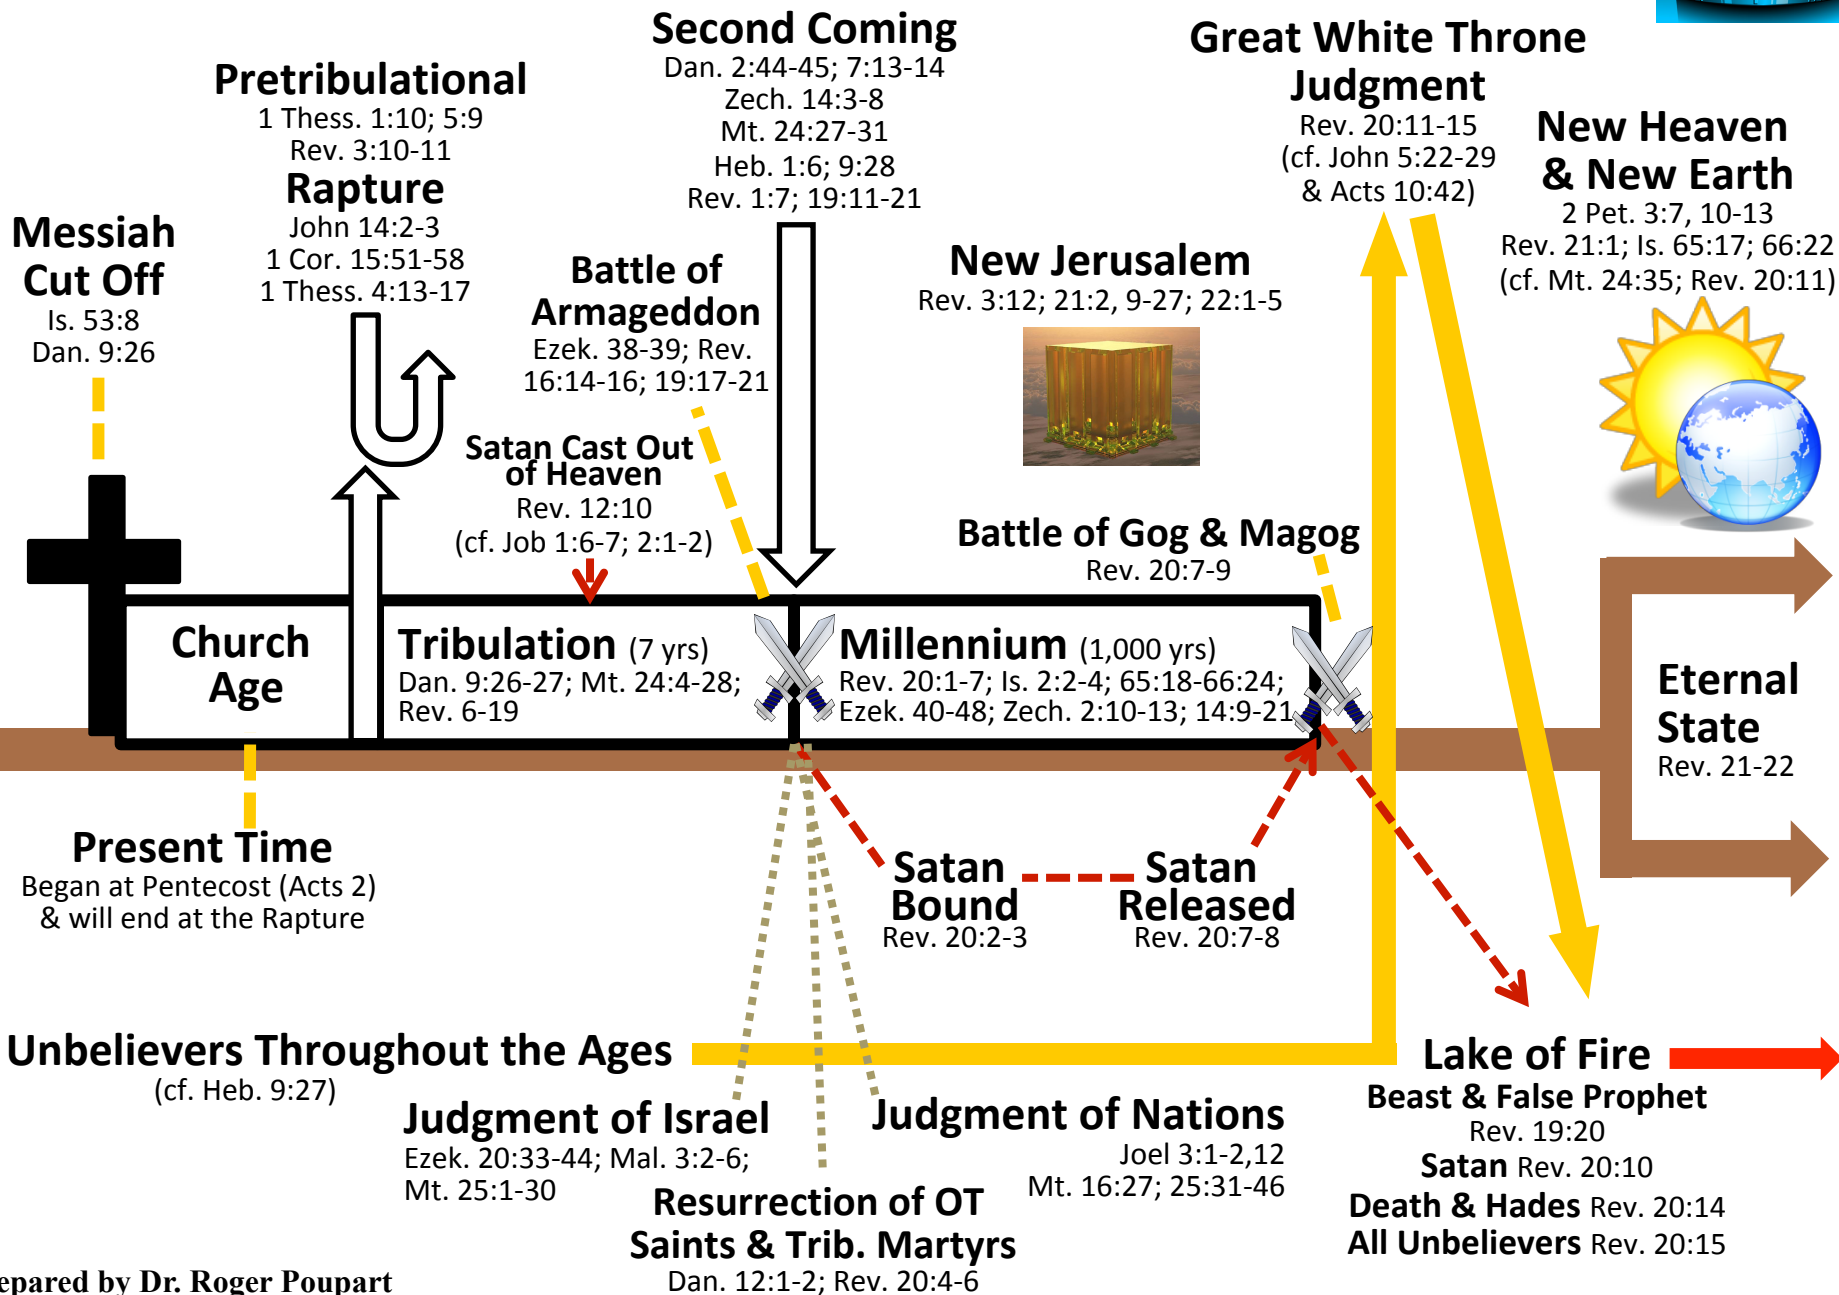 Second Coming
Dan. 2:44-45; 7:13-14
Zech. 14:3-8
Mt. 24:27-31
Heb. 1:6; 9:28
Rev. 1:7; 19:11-21
Great White Throne
Judgment
Rev. 20:11-15
(cf. John 5:22-29
& Acts 10:42)
Pretribulational
1 Thess. 1:10; 5:9
Rev. 3:10-11
Rapture
John 14:2-3
1 Cor. 15:51-58
1 Thess. 4:13-17
New Heaven
& New Earth
2 Pet. 3:7, 10-13
Rev. 21:1; Is. 65:17; 66:22
(cf. Mt. 24:35; Rev. 20:11)
Messiah
Cut Off
Is. 53:8
Dan. 9:26
Battle of
Armageddon
Ezek. 38-39; Rev.
16:14-16; 19:17-21
New Jerusalem
Rev. 3:12; 21:2, 9-27; 22:1-5
Satan Cast Out
of Heaven
Rev. 12:10
(cf. Job 1:6-7; 2:1-2)
Battle of Gog & Magog
Rev. 20:7-9
Church
Age
Tribulation (7 yrs)
Dan. 9:26-27; Mt. 24:4-28;
Rev. 6-19
Millennium (1,000 yrs)
Rev. 20:1-7; Is. 2:2-4; 65:18-66:24;
Ezek. 40-48; Zech. 2:10-13; 14:9-21
Eternal
State
Rev. 21-22
Present Time
Began at Pentecost (Acts 2)
& will end at the Rapture
Satan
Bound
Rev. 20:2-3
Satan
Released
Rev. 20:7-8
Unbelievers Throughout the Ages
(cf. Heb. 9:27)
Judgment of Israel
Ezek. 20:33-44; Mal. 3:2-6;
Mt. 25:1-30
Judgment of Nations
Joel 3:1-2,12
Mt. 16:27; 25:31-46
Resurrection of OT
Saints & Trib. Martyrs
Dan. 12:1-2; Rev. 20:4-6
Lake of Fire
Beast & False Prophet
Rev. 19:20
Satan Rev. 20:10
Death & Hades Rev. 20:14
All Unbelievers Rev. 20:15
epared by Dr. Roger Poupart